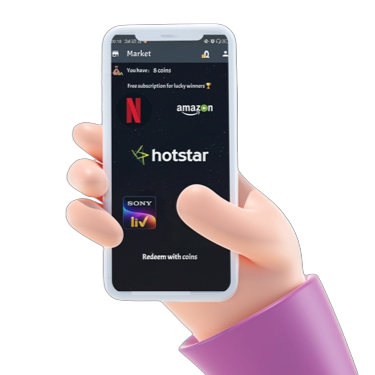 Market
You have: 8 coins
Free subscription for lucky winners
N
amazon
hotstar
SONY
liv
Redeem with coins